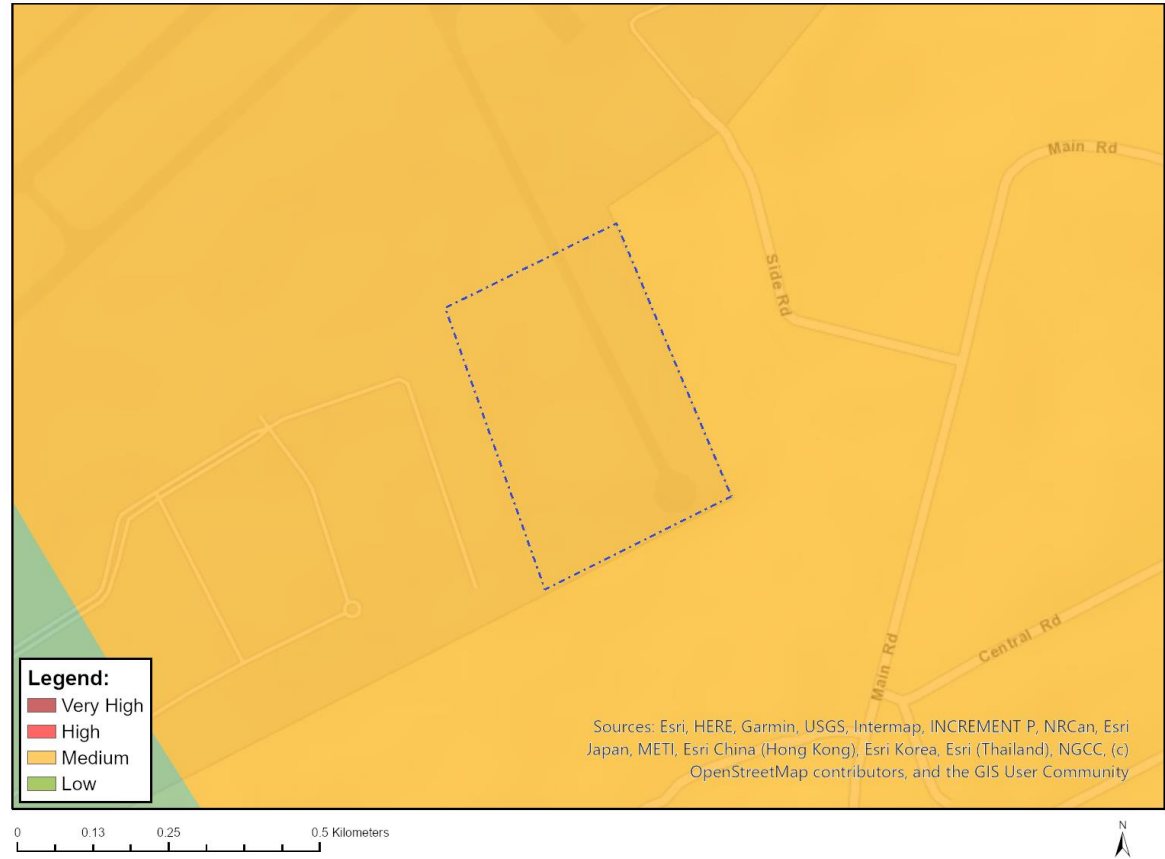 Main Rd
Side Rd
Central Rd
Main Rd
Legend:
Very High
High
Medium
Low
Sources: Esri, HERE, Garmin, USGS, Intermap, INCREMENT P, NRCan, Esri
Japan, METI, Esri China (Hong Kong), Esri Korea, Esri (Thailand), NGCC, (c)
OpenStreetMap contributors, and the GIS User Community
0 0.13 0.25 0.5 Kilometers
N